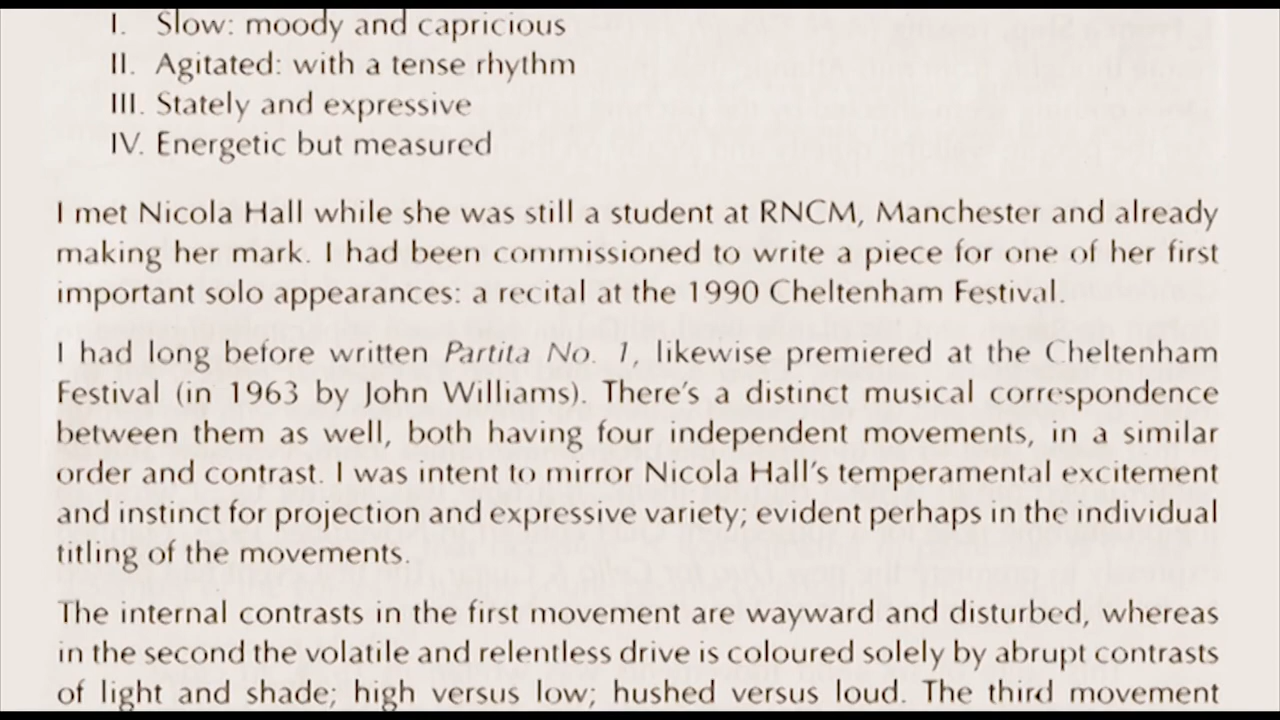 I. Slow: moody and capricious
II. Agitated: with a tense rhythm
III. Stately and expressive
IV. Energetic but measured
I met Nicola Hall while she was still a student at RNCM, Manchester and already
making her mark. I had been commissioned to write a piece for one of her first
important solo appearances: a recital at the 1990 Cheltenham Festival.
I had long before written Partita No. 1, likewise premiered at the Cheltenham
Festival (in 1963 by John Williams). There's a distinct musical correspondence
between them as well, both having four independent movements, in a similar
order and contrast. I was intent to mirror Nicola Hall's temperamental excitement
and instinct for projection and expressive variety; evident perhaps in the individual
titling of the movements.
The internal contrasts in the first movement are wayward and disturbed, whereas
in the second the volatile and relentless drive is coloured solely by abrupt contrasts
of light and shade; high versus low; hushed versus loud. The third movement